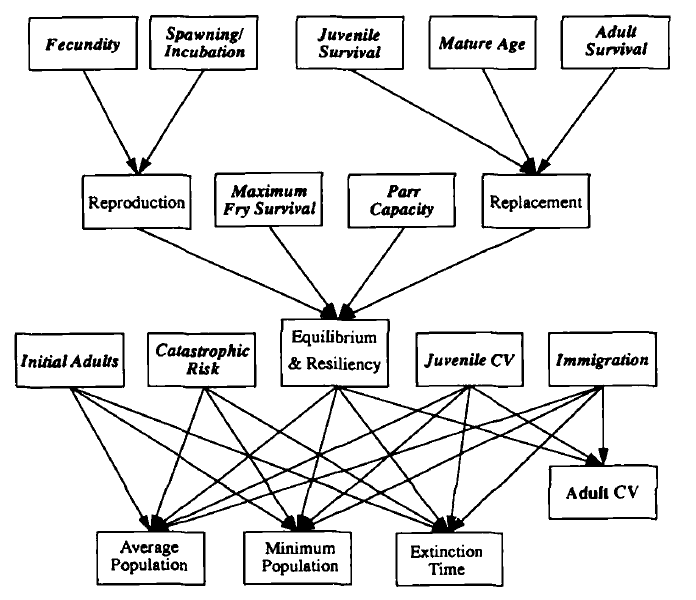 Fecundity
Spawning/
Incubation
Juvenile
Survival
Mature Age
Adult
Survival
Reproduction
Maximum
Fry Survival
Parr
Capacity
Replacement
Initial Adults
Catastrophic
Risk
Equilibrium
& Resiliency
Juvenile CV
Immigration
Adult CV
Average
Population
Minimum
Population
Extinction
Time